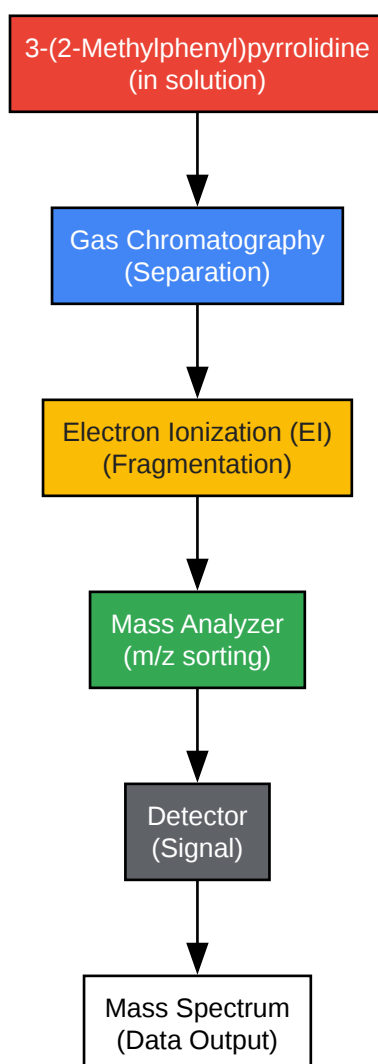 3-(2-Methylphenyl)pyrrolidine
(in solution)
Gas Chromatography
(Separation)
Electron Ionization (EI)
(Fragmentation)
Mass Analyzer
(m/z sorting)
Detector
(Signal)
Mass Spectrum
(Data Output)